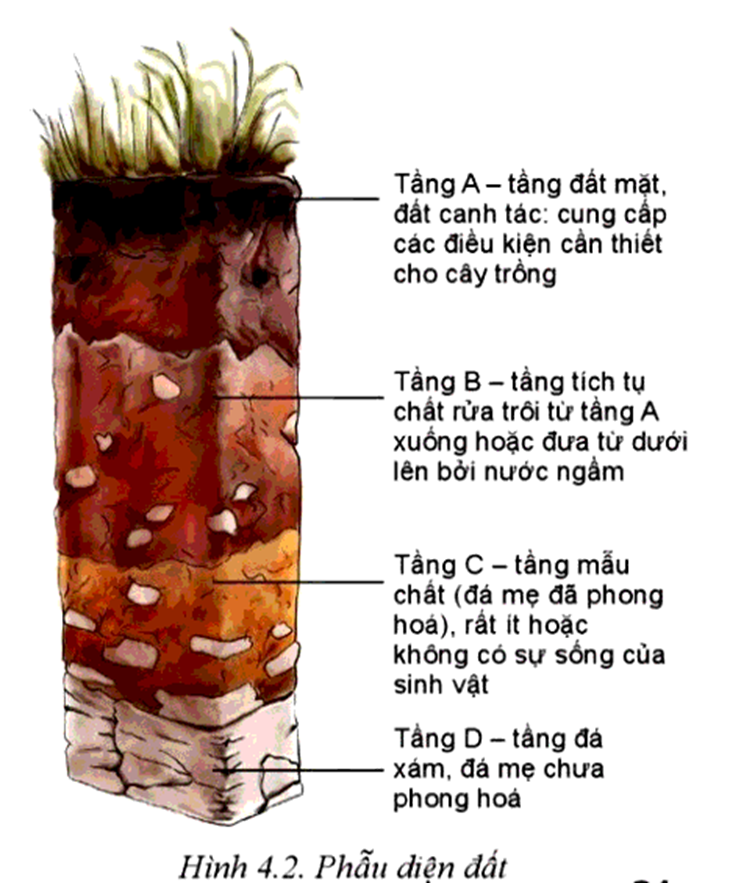 Tầng A – tầng đất mặt,
đất canh tác: cung cấp
các điều kiện cần thiết
cho cây trồng
Tầng B – tầng tích tụ
chất rửa trôi từ tầng A
xuống hoặc đưa từ dưới
lên bởi nước ngầm
Tầng C – tầng mẫu
chất (đá mẹ đã phong
hoá), rất ít hoặc
không có sự sống của
sinh vật
Tầng D – tầng đá
xám, đá mẹ chưa
phong hoá
Hình 4.2. Phẫu diện đất